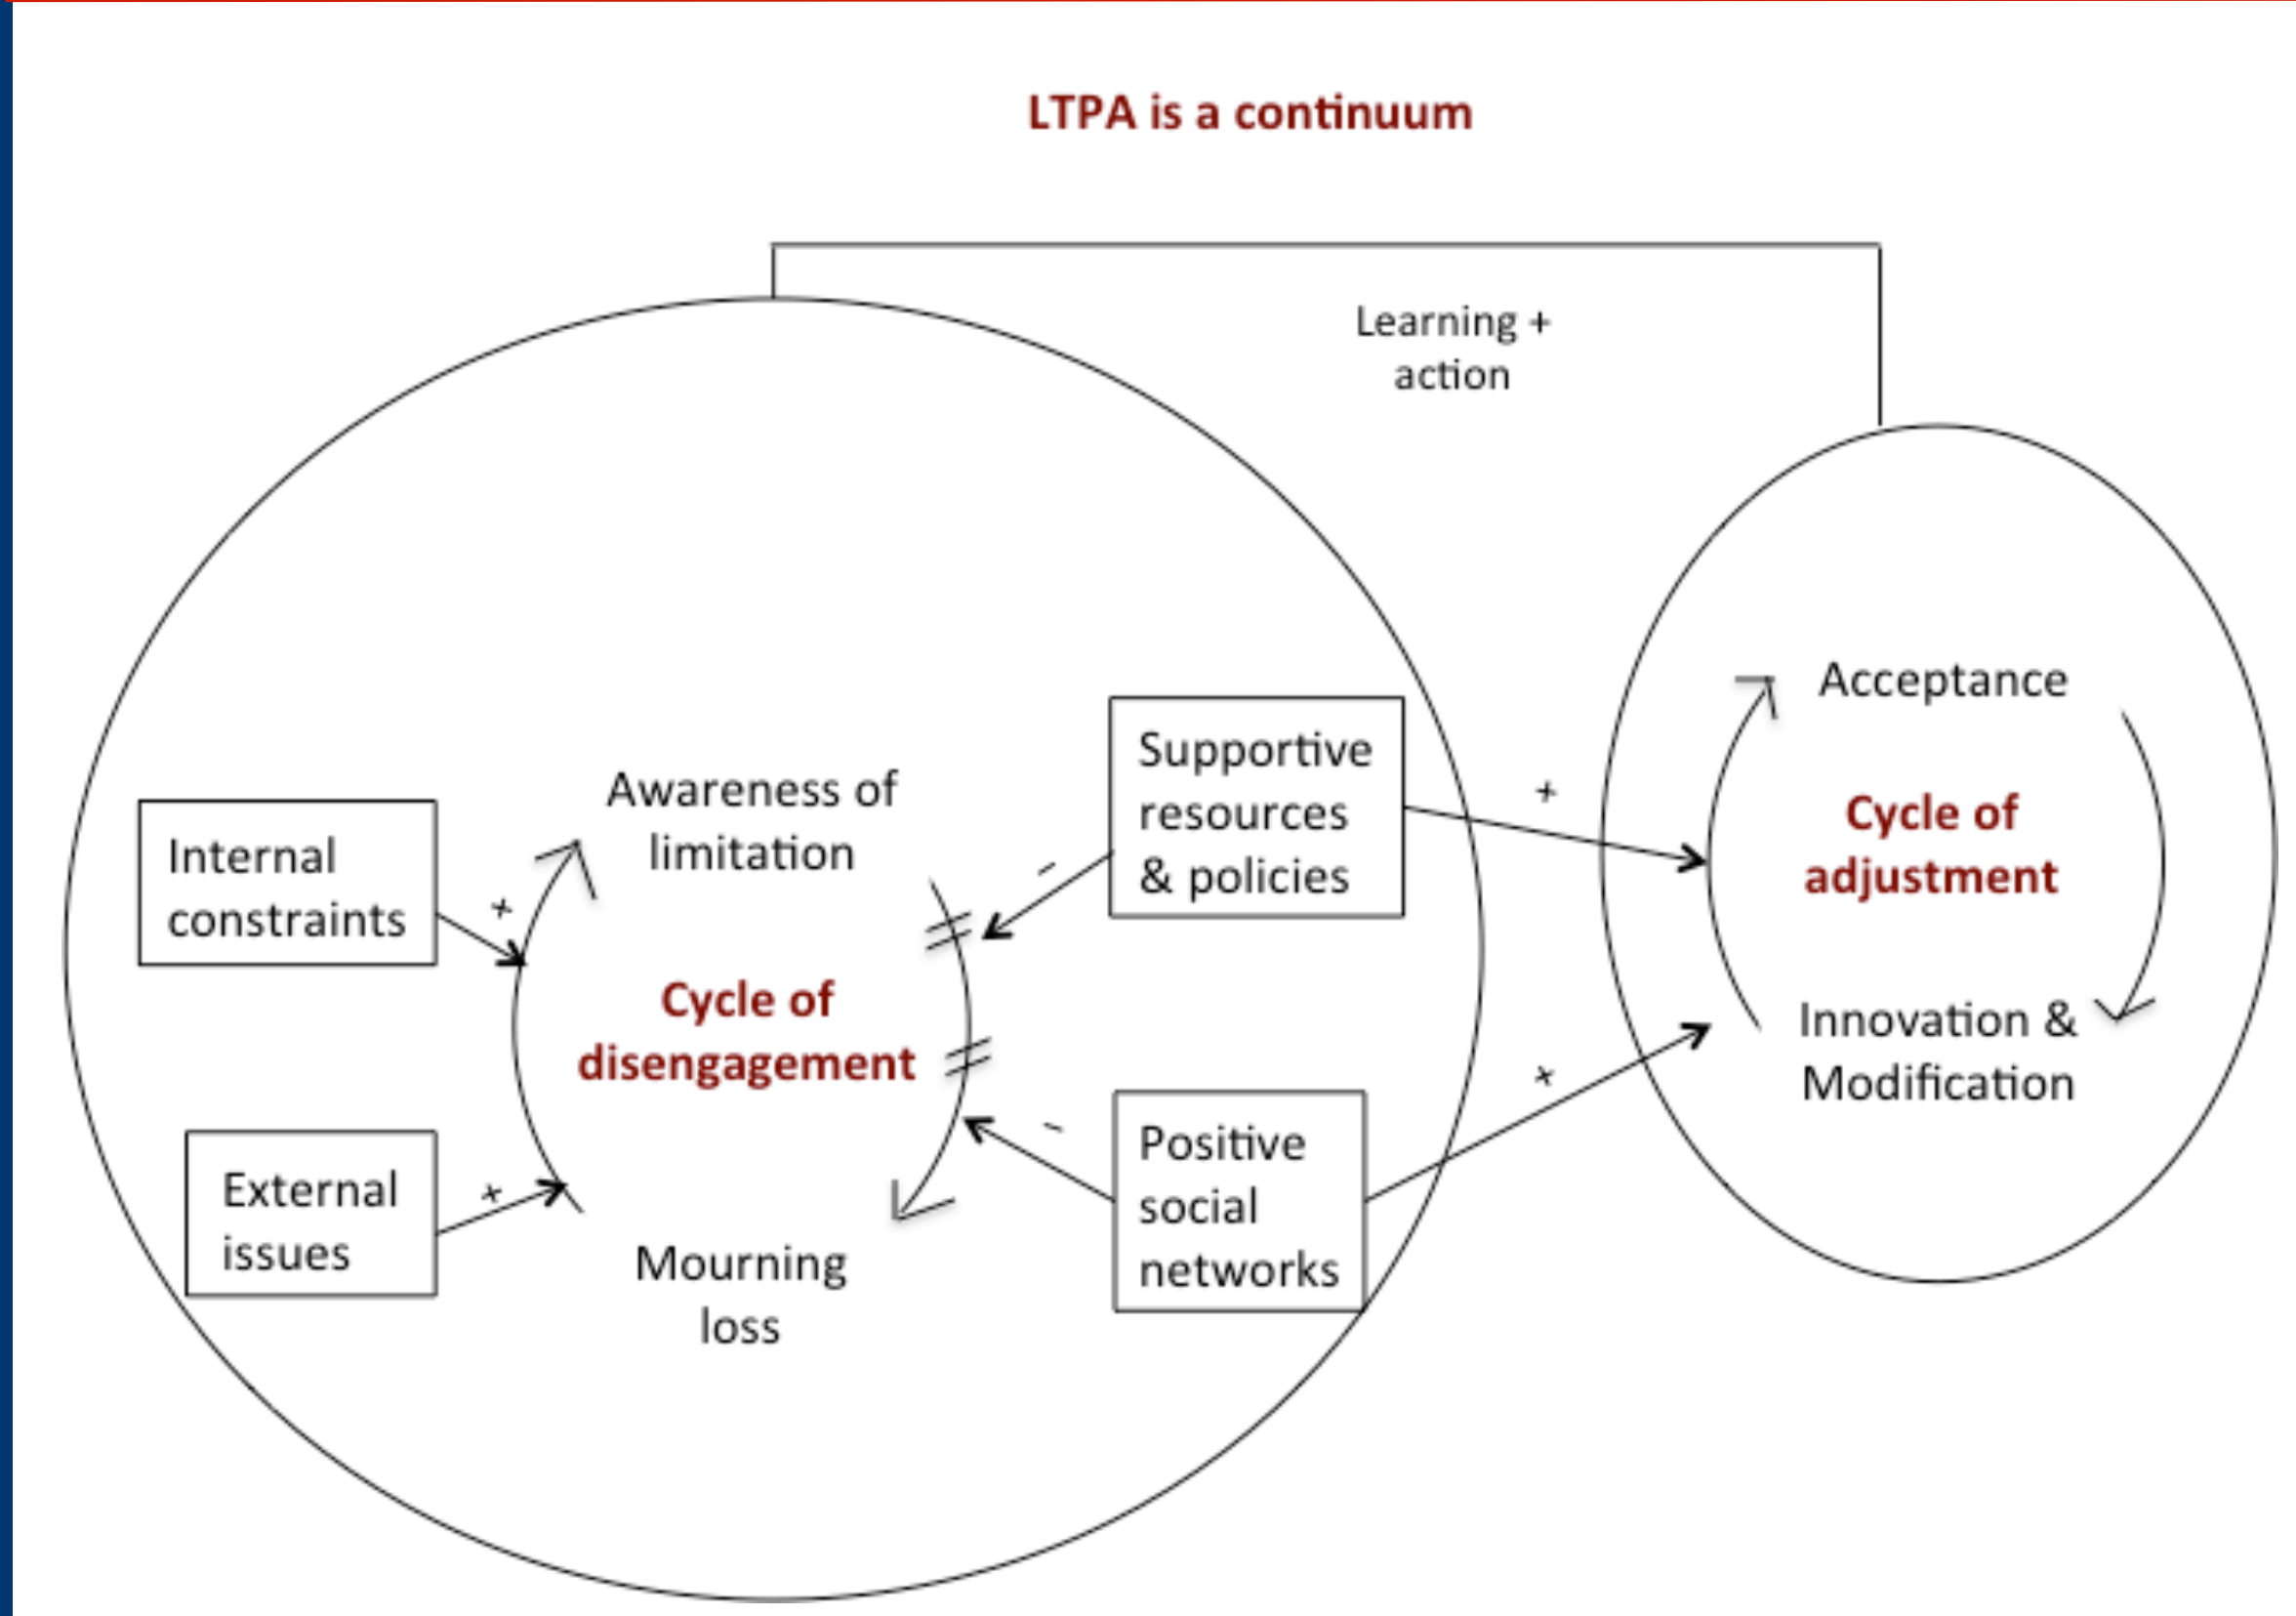 LTPA is a continuum
Learning +
action
Internal
constraints
+
External
issues
+
Awareness of
limitation
Cycle of
disengagement
Mourning
loss
Supportive
resources
& policies
-
+
Positive
social
networks
-
+
Acceptance
Cycle of
adjustment
Innovation &
Modification